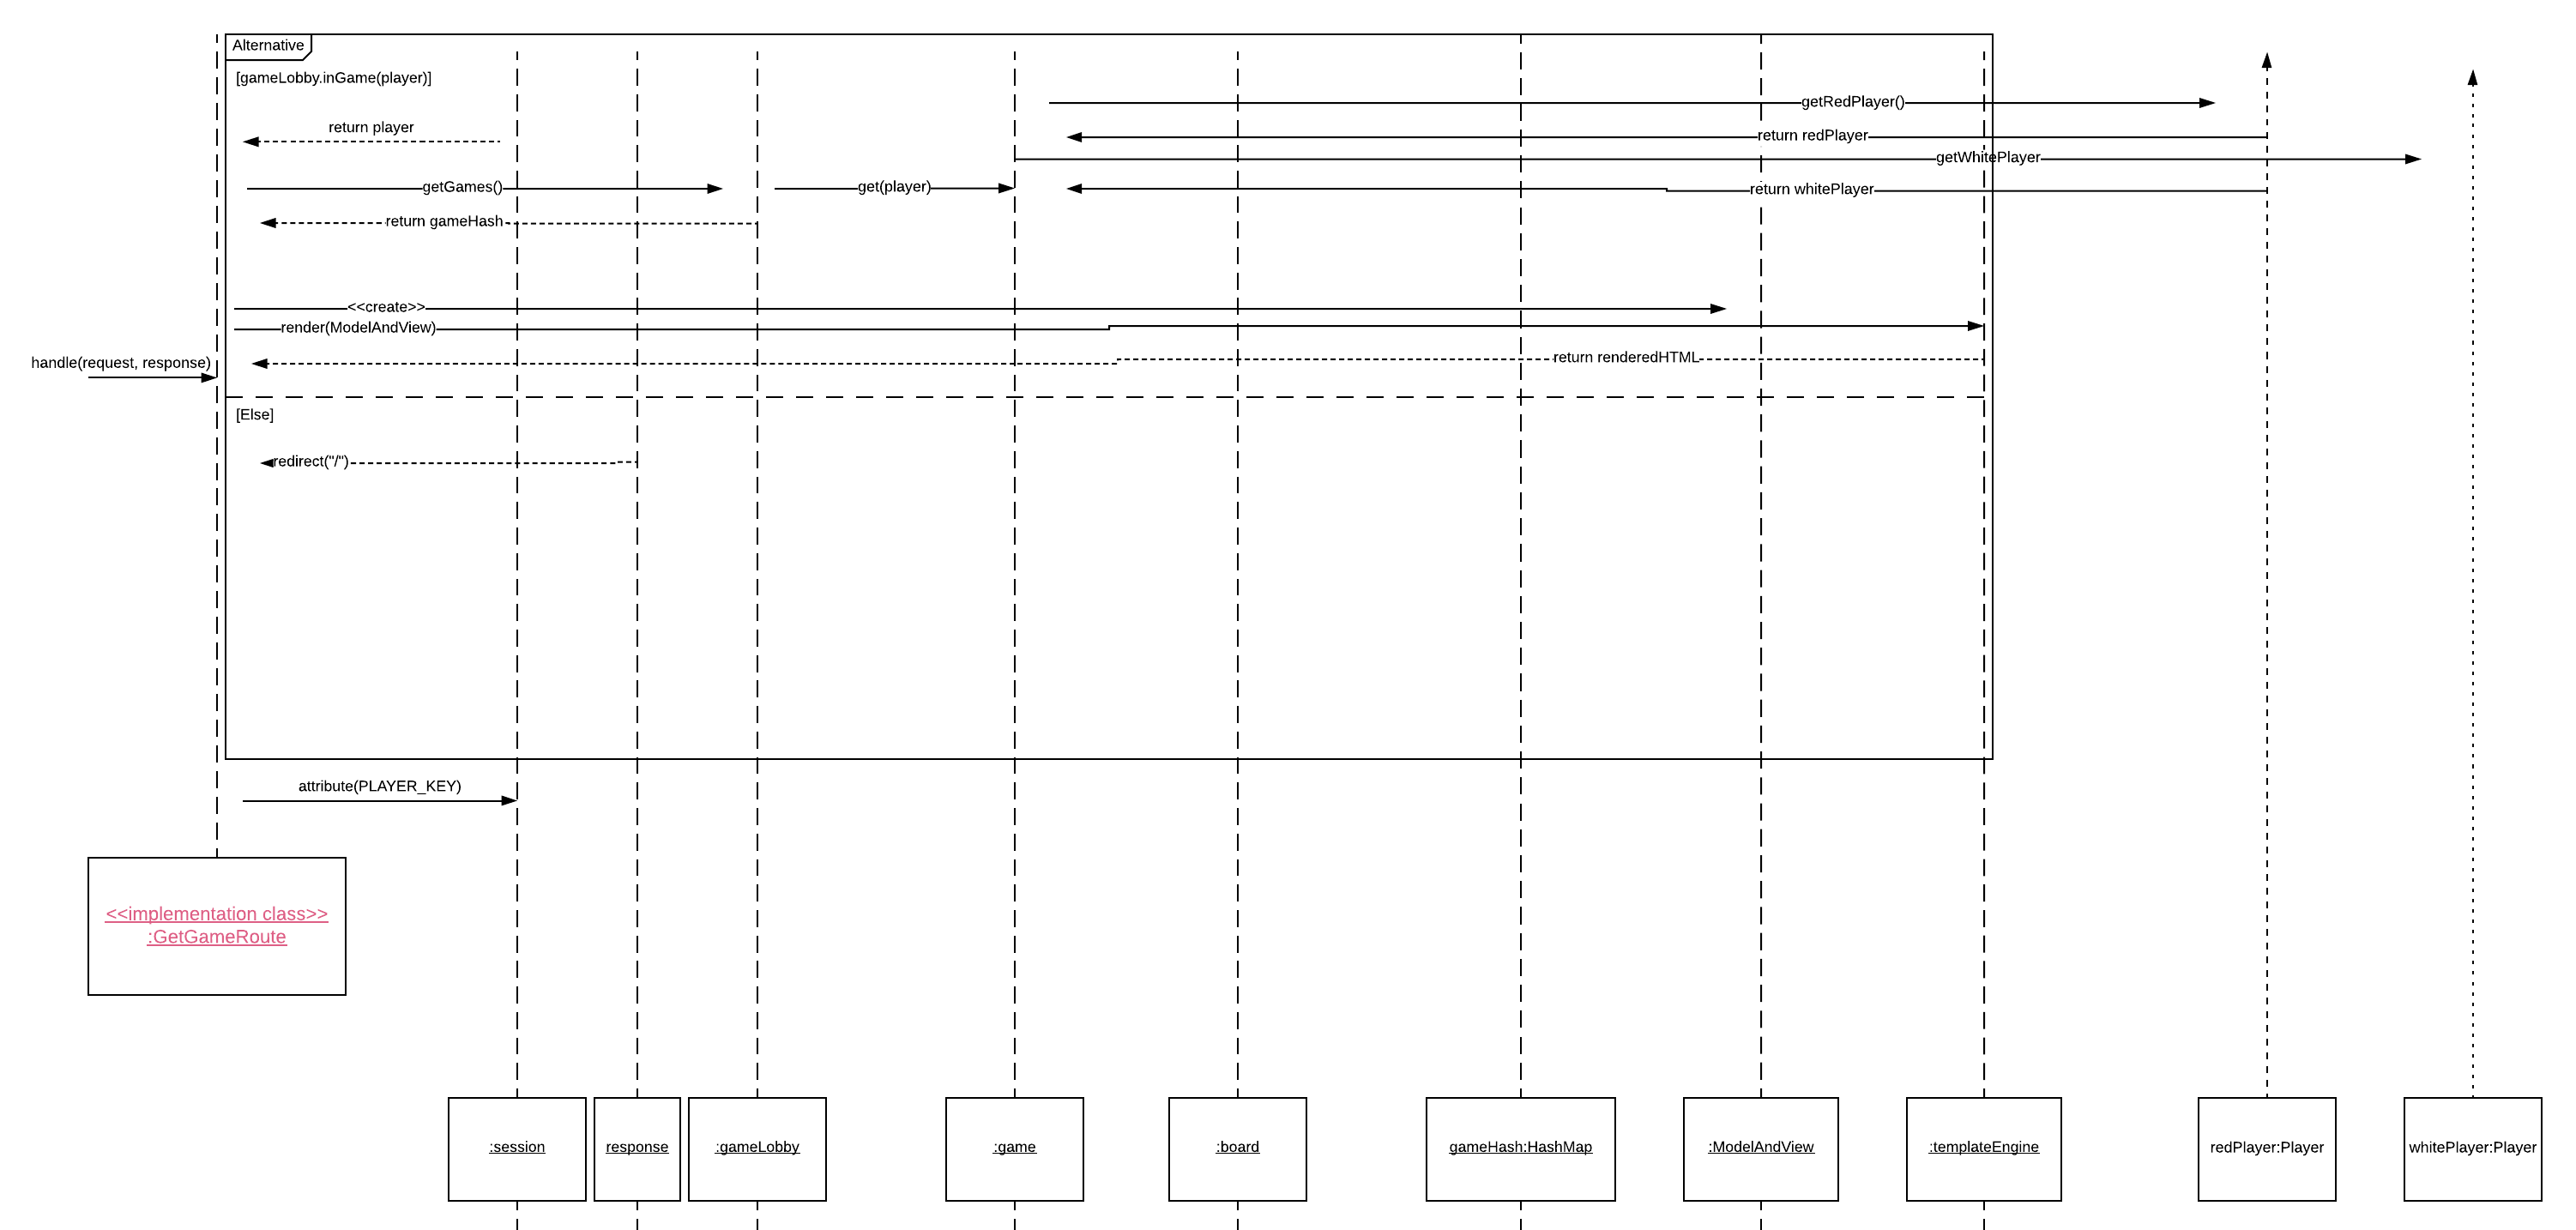 Alternative
[gameLobby.inGame(player)]
getRedPlayer()
return player
return redPlayer
getWhitePlayer
getGames()
get(player)
return whitePlayer
return gameHash
<<create>>
render(ModelAndView)
return renderedHTML
handle(request, response)
[Else]
redirect("/")
attribute(PLAYER_KEY)
<<implementation class>>
:GetGameRoute
:session
response
:gameLobby
:game
:board
gameHash:HashMap
:ModelAndView
:templateEngine
redPlayer:Player
whitePlayer:Player